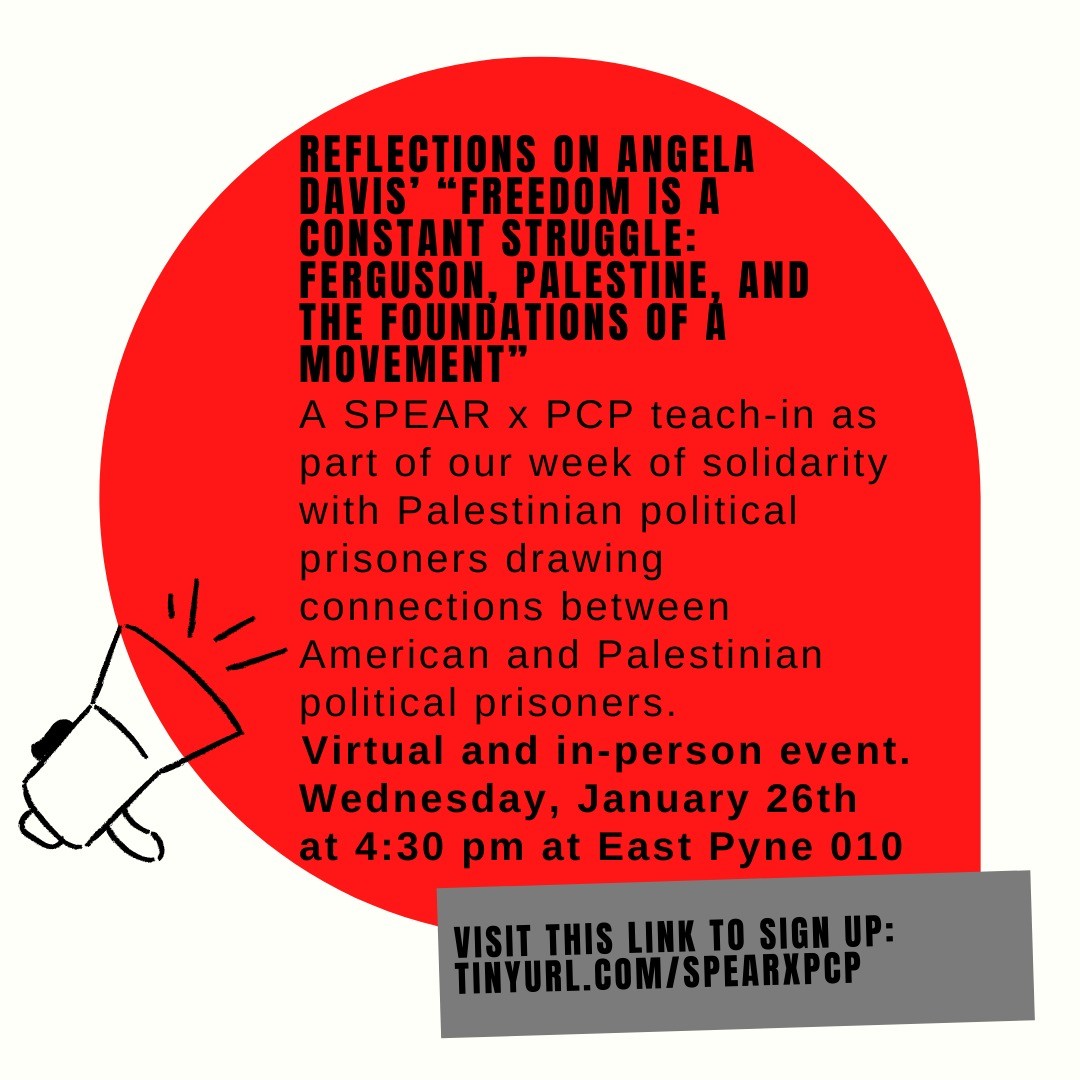 REFLECTIONS ON ANGELA
DAVIS’ “FREEDOM IS A
CONSTANT STRUGGLE:
FERGUSON, PALESTINE, AND
THE FOUNDATIONS OF A
MOVEMENT”
A SPEAR x PCP teach-in as
part of our week of solidarity
with Palestinian political
prisoners drawing
connections between
American and Palestinian
political prisoners.
Virtual and in-person event.
Wednesday, January 26th
at 4:30 pm at East Pyne 010
VISIT THIS LINK TO SIGN UP:
TINYURL.COM/SPEARXPCP